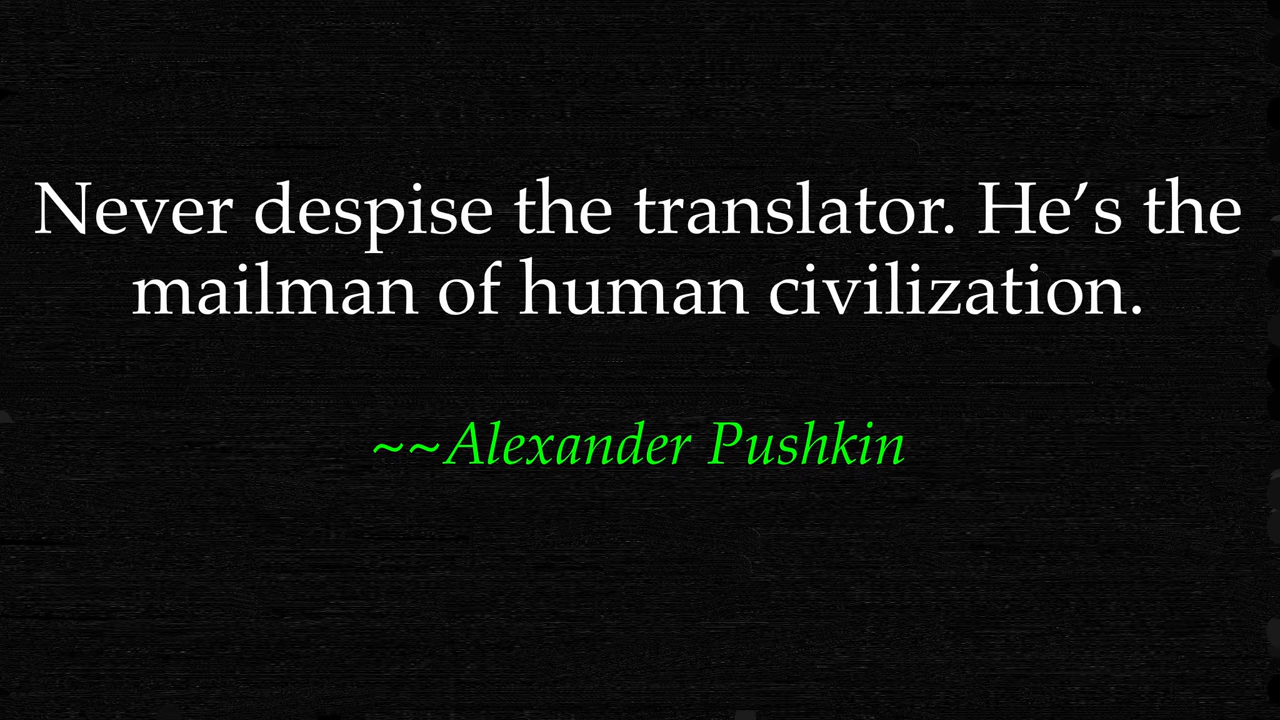 Never despise the translator. He’s the
mailman of human civilization.
~~Alexander Pushkin